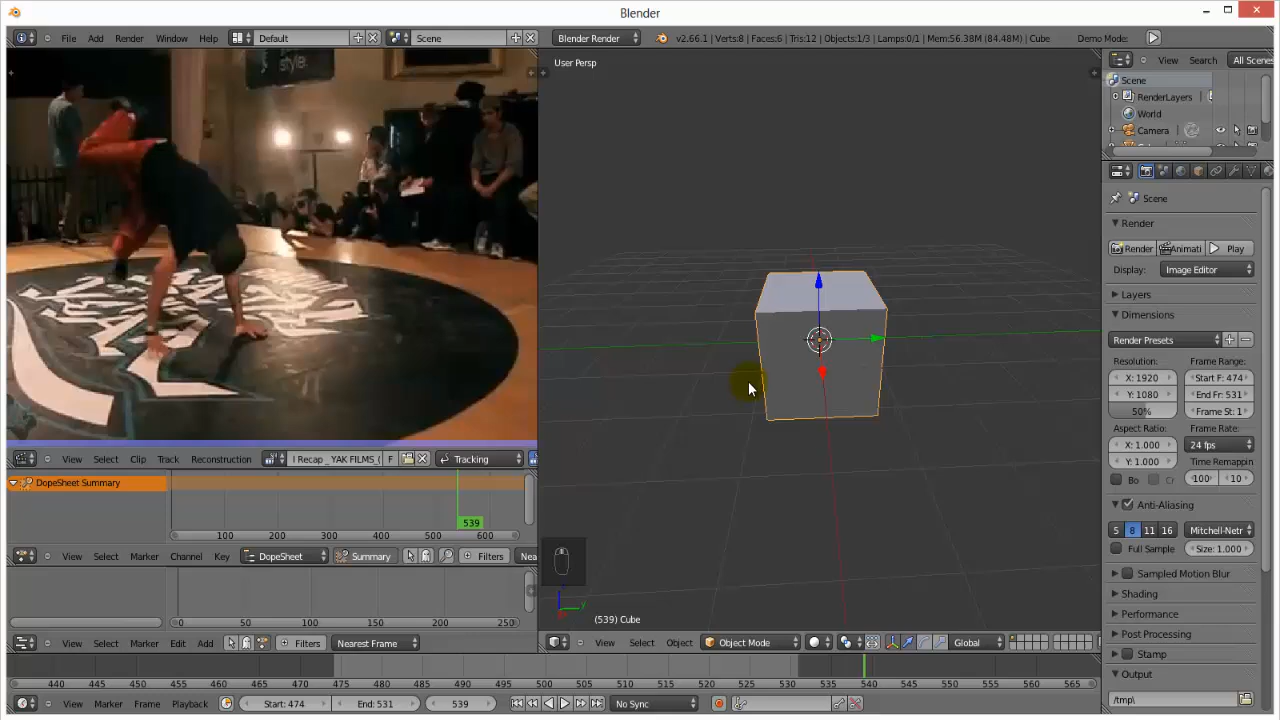 Blender
File Add Render Window Help Default Scene Blender Render v2.66.1 | Verts:8 | Faces:6 | Tris:12 | Objects:1/3 | Lamps:0/1 | Mem:56.38M (84.48M) | Cube Demo Mode:
style.
User Persp
View Search All Scenes
Scene
RenderLayers
World
Camera
Scene
Render
Render Animati Play
Display: Image Editor
Layers
Dimensions
Render Presets
Resolution: Frame Range:
X: 1920 Start F: 474
Y: 1080 End Fr: 531
50% Frame St: 1
Aspect Ratio: Frame Rate:
X: 1.000 24 fps
Y: 1.000 Time Remappin
Bo Cr 100 10
Anti-Aliasing
5 8 11 16 Mitchell-Netr
Full Sample Size: 1.000
Sampled Motion Blur
Shading
Performance
Post Processing
Stamp
Output
/tmp\
View Select Clip Track Reconstruction I Recap _ YAK FILMS_( F Tracking
DopeSheet Summary
539
100 200 300 400 500 600
View Select Marker Channel Key DopeSheet Summary Filters Nea
0 50 100 150 200 250
View Select Marker Edit Add Filters Nearest Frame
(539) Cube
View Select Object Object Mode Global
440 445 450 455 460 465 470 475 480 485 490 495 500 505 510 515 520 525 530 535 540 545 550 555 560 565
View Marker Frame Playback Start: 474 End: 531 539 No Sync